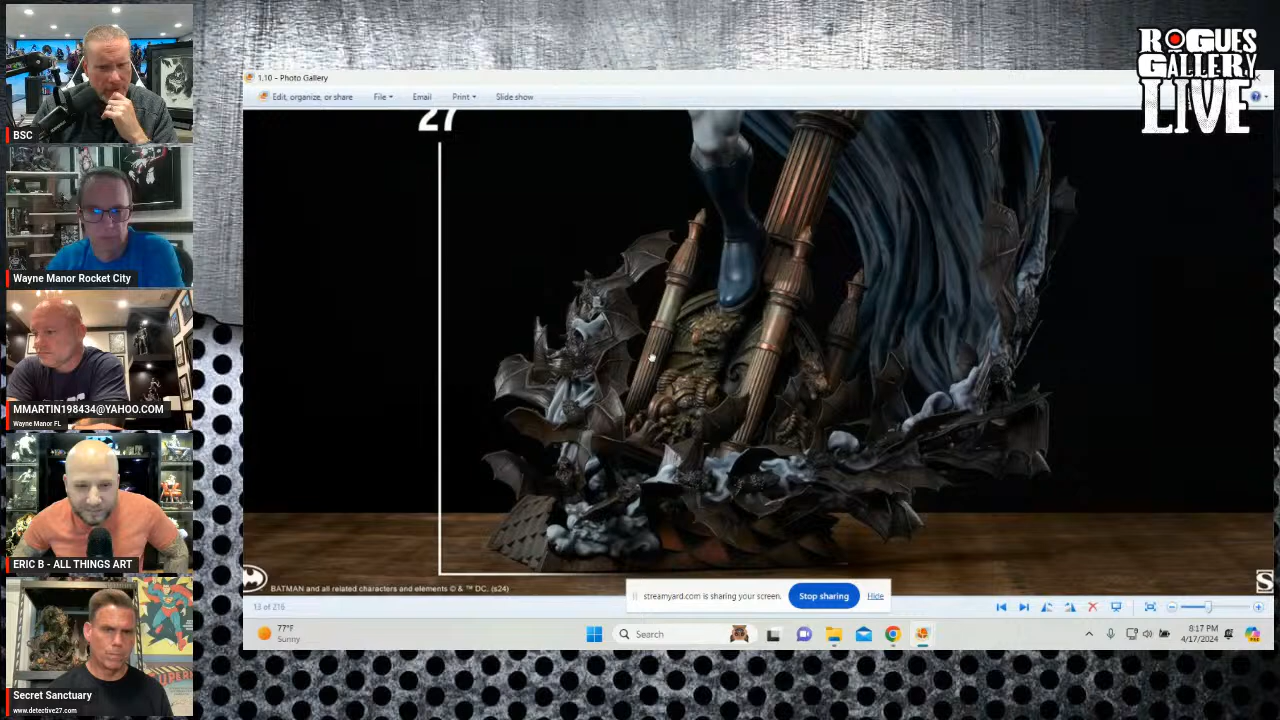 BSC
Wayne Manor Rocket City
MMARTIN198434@YAHOO.COM
Wayne Manor FL
ERIC B - ALL THINGS ART
Secret Sanctuary
www.detective27.com
ROGUES
GALLERY
LIVE
1.10 - Photo Gallery
Edit, organize, or share File Email Print Slide show
27
BATMAN and all related characters and elements © & ™ DC. (s24)
streamyard.com is sharing your screen. Stop sharing Hide
13 of 216
77°F
Sunny
Search
8:17 PM
4/17/2024